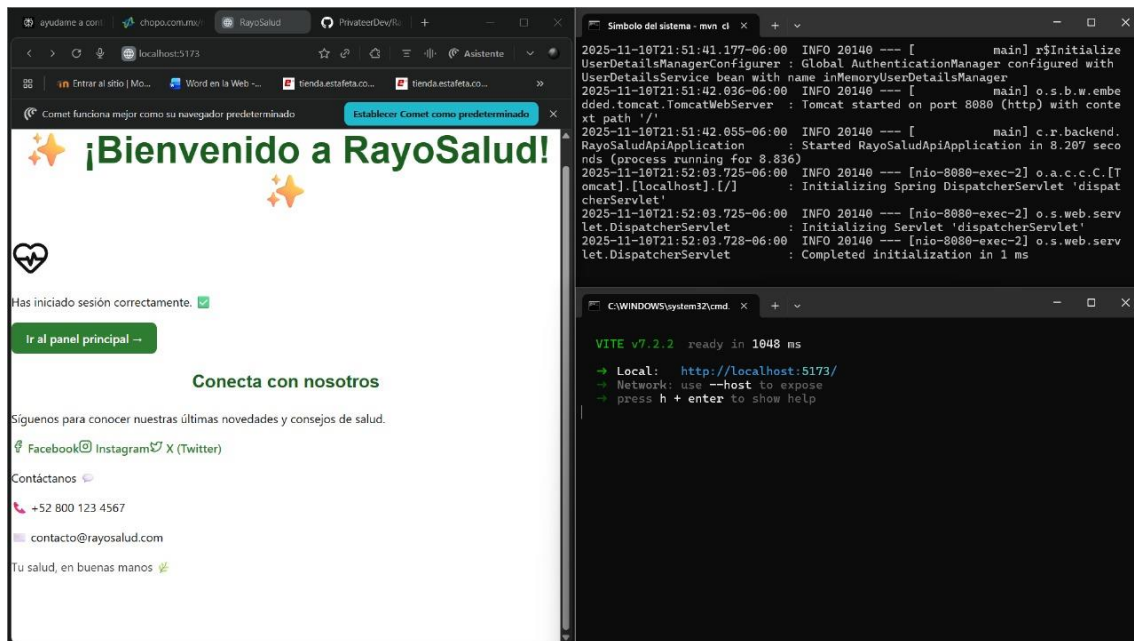 ayudame a cont
chopo.com.mx/
RayoSalud
PrivateerDev/Ra
localhost:5173
Asistente
Entrar al sitio | Mo...
Word en la Web -...
tienda.estafeta.co...
tienda.estafeta.co...
Comet funciona mejor como su navegador predeterminado
Establecer Comet como predeterminado
¡Bienvenido a RayoSalud!
Has iniciado sesión correctamente. ✅
Ir al panel principal →
Conecta con nosotros
Síguenos para conocer nuestras últimas novedades y consejos de salud.
Facebook Instagram X (Twitter)
Contáctanos
+52 800 123 4567
contacto@rayosalud.com
Tu salud, en buenas manos
Símbolo del sistema - mvn cl
2025-11-10T21:51:41.177-06:00  INFO 20140 --- [           main] r$Initialize
UserDetailsManagerConfigurer : Global AuthenticationManager configured with
UserDetailsService bean with name inMemoryUserDetailsManager
2025-11-10T21:51:42.036-06:00  INFO 20140 --- [           main] o.s.b.w.embe
dded.tomcat.TomcatWebServer  : Tomcat started on port 8080 (http) with conte
xt path '/'
2025-11-10T21:51:42.055-06:00  INFO 20140 --- [           main] c.r.backend.
RayoSaludApiApplication      : Started RayoSaludApiApplication in 8.207 seco
nds (process running for 8.836)
2025-11-10T21:52:03.725-06:00  INFO 20140 --- [nio-8080-exec-2] o.a.c.c.C.[T
omcat].[localhost].[/]       : Initializing Spring DispatcherServlet 'dispat
cherServlet'
2025-11-10T21:52:03.725-06:00  INFO 20140 --- [nio-8080-exec-2] o.s.web.serv
let.DispatcherServlet        : Initializing Servlet 'dispatcherServlet'
2025-11-10T21:52:03.728-06:00  INFO 20140 --- [nio-8080-exec-2] o.s.web.serv
let.DispatcherServlet        : Completed initialization in 1 ms
C:\WINDOWS\system32\cmd.
VITE v7.2.2  ready in 1048 ms
➜  Local:   http://localhost:5173/
➜  Network: use --host to expose
➜  press h + enter to show help